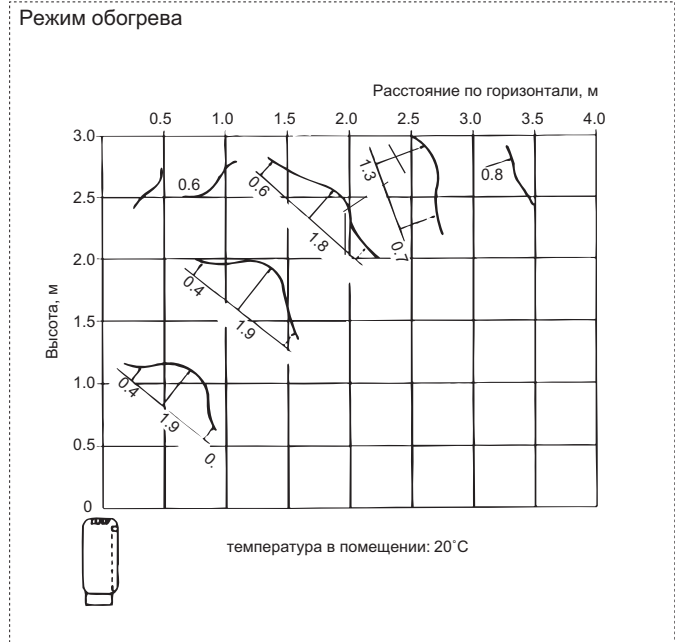 Режим обогрева
Расстояние по горизонтали, м
0.5 1.0 1.5 2.0 2.5 3.0 3.5 4.0
3.0
1.3
0.6 0.6 0.8
2.5
1.8 0.7
2.0
0.4
Высота, м
1.5
1.9
1.0
0.4
1.9
0.5
0.
0
температура в помещении: 20˚C